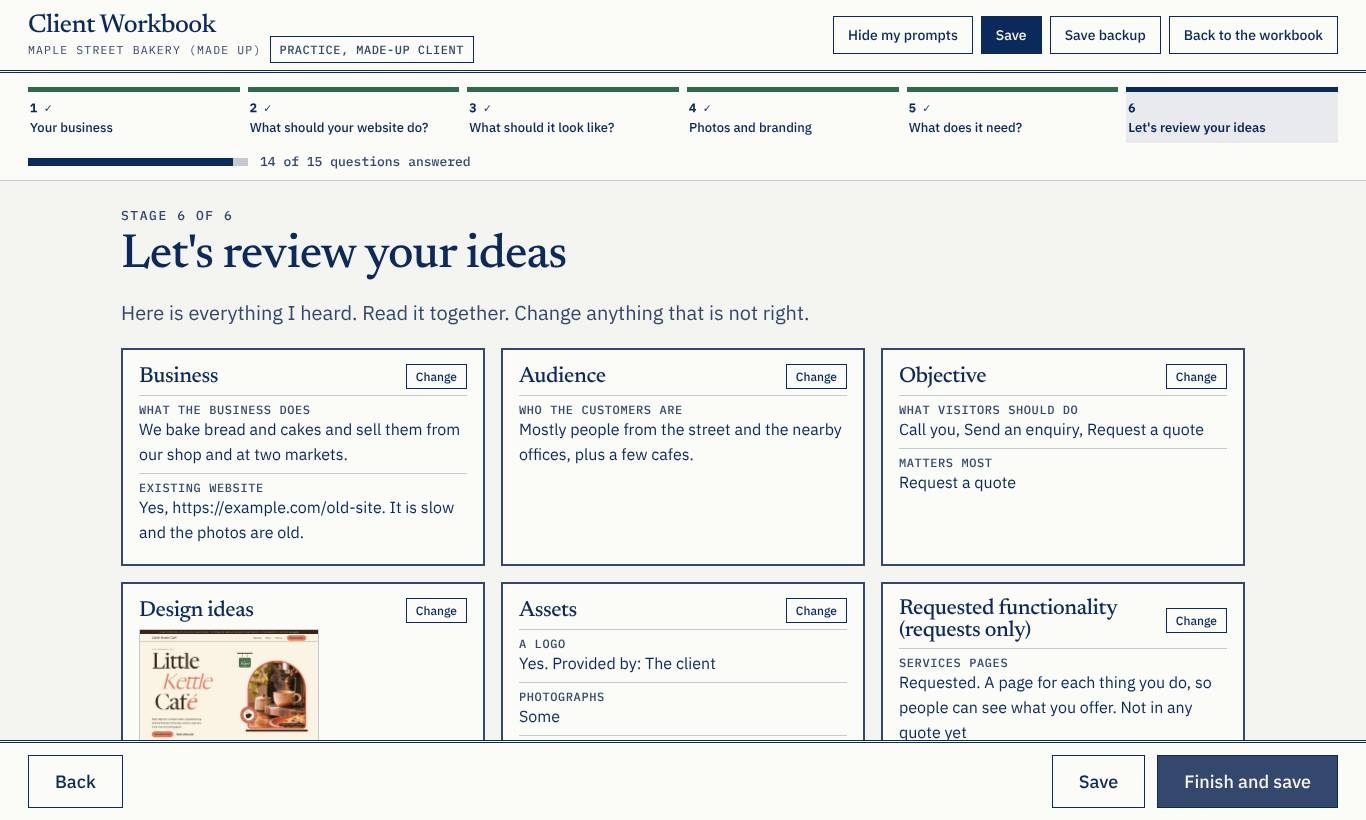 Client Workbook
MAPLE STREET BAKERY (MADE UP)
PRACTICE, MADE-UP CLIENT
Hide my prompts
Save
Save backup
Back to the workbook
1 ✓
Your business
2 ✓
What should your website do?
3 ✓
What should it look like?
4 ✓
Photos and branding
5 ✓
What does it need?
6
Let's review your ideas
14 of 15 questions answered
STAGE 6 OF 6
Let's review your ideas
Here is everything I heard. Read it together. Change anything that is not right.
Business
Change
WHAT THE BUSINESS DOES
We bake bread and cakes and sell them from
our shop and at two markets.
EXISTING WEBSITE
Yes, https://example.com/old-site. It is slow
and the photos are old.
Audience
Change
WHO THE CUSTOMERS ARE
Mostly people from the street and the nearby
offices, plus a few cafes.
Objective
Change
WHAT VISITORS SHOULD DO
Call you, Send an enquiry, Request a quote
MATTERS MOST
Request a quote
Design ideas
Change
Little
Kettle
Café
Assets
Change
A LOGO
Yes. Provided by: The client
PHOTOGRAPHS
Some
Requested functionality
(requests only)
Change
SERVICES PAGES
Requested. A page for each thing you do, so
people can see what you offer. Not in any
quote yet
Back
Save
Finish and save